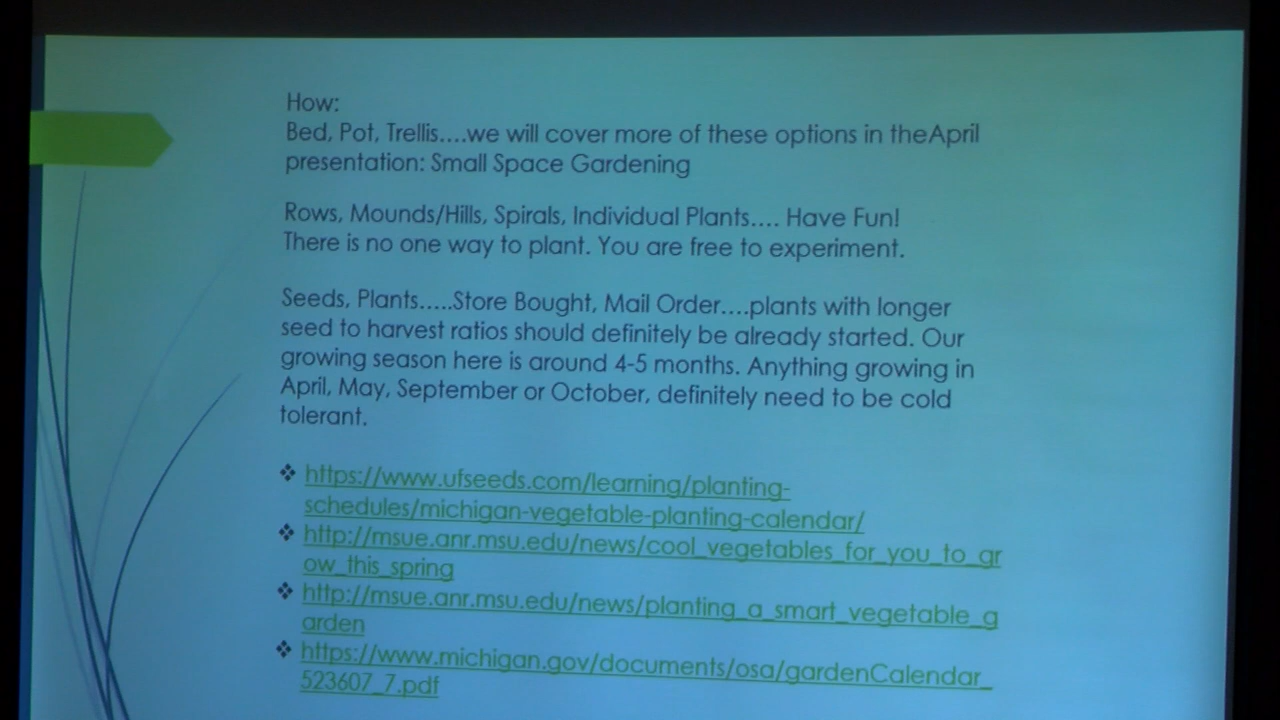 How:
Bed, Pot, Trellis....we will cover more of these options in theApril
presentation: Small Space Gardening
Rows, Mounds/Hills, Spirals, Individual Plants.... Have Fun!
There is no one way to plant. You are free to experiment.
Seeds, Plants.....Store Bought, Mail Order....plants with longer
seed to harvest ratios should definitely be already started. Our
growing season here is around 4-5 months. Anything growing in
April, May, September or October, definitely need to be cold
tolerant.
❖ https://www.ufseeds.com/learning/planting-
schedules/michigan-vegetable-planting-calendar/
❖ http://msue.anr.msu.edu/news/cool_vegetables_for_you_to_gr
ow_this_spring
❖ http://msue.anr.msu.edu/news/planting_a_smart_vegetable_g
arden
❖ https://www.michigan.gov/documents/osa/gardenCalendar_
523607_7.pdf